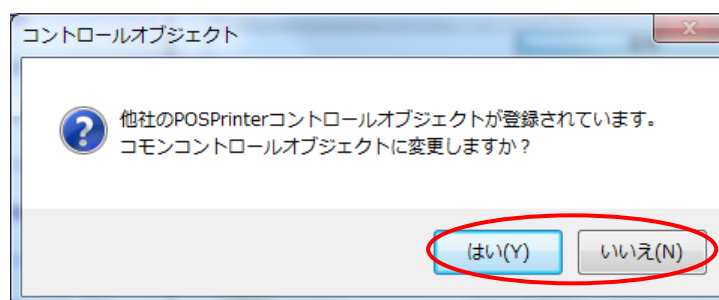 コントロールオブジェクト
他社のPOSPrinterコントロールオブジェクトが登録されています。
コモンコントロールオブジェクトに変更しますか？
はい(Y)
いいえ(N)